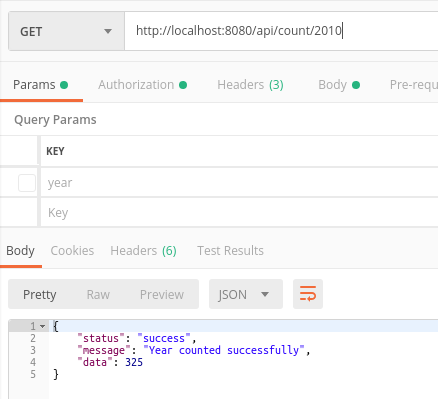 GET http://localhost:8080/api/count/2010
Params Authorization Headers (3) Body Pre-requ
Query Params
KEY
year
Key
Body Cookies Headers (6) Test Results
Pretty Raw Preview JSON
1 {
2 "status": "success",
3 "message": "Year counted successfully",
4 "data": 325
5 }